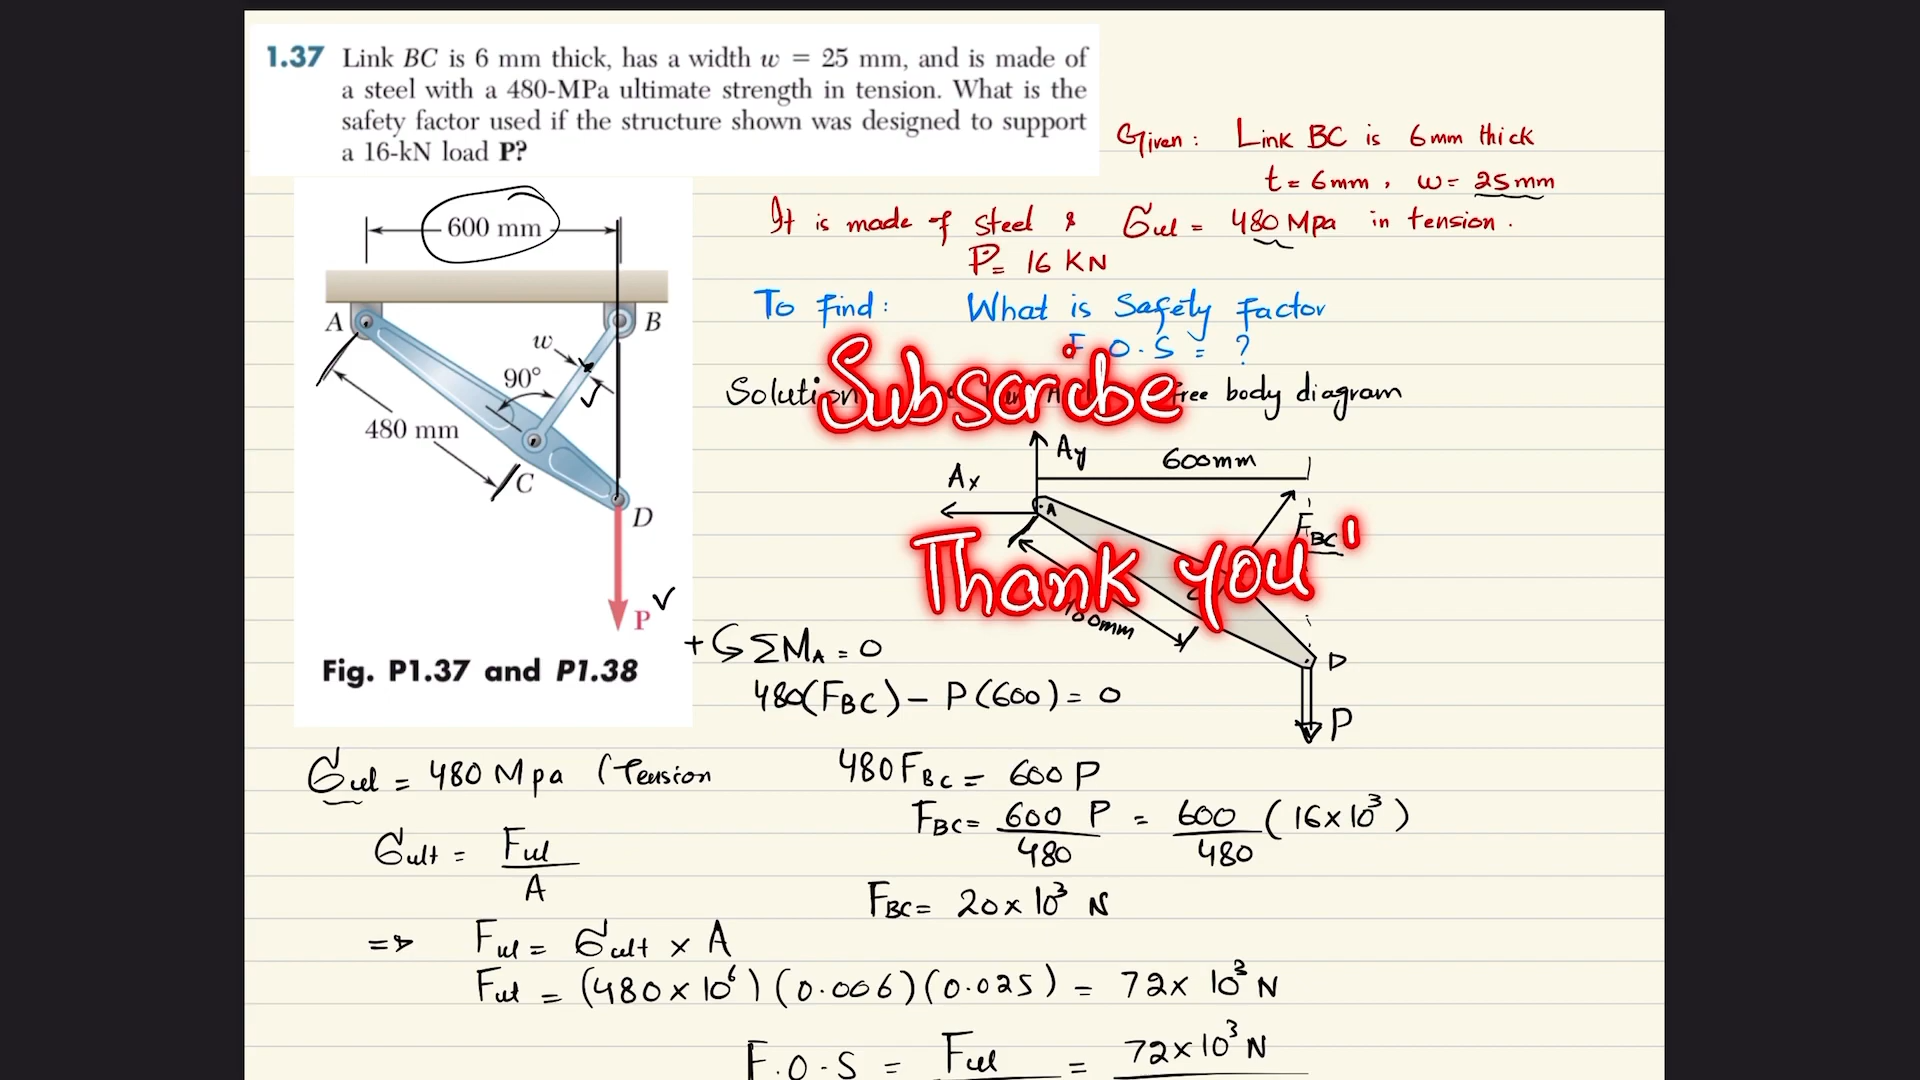 1.37 Link BC is 6 mm thick, has a width w = 25 mm, and is made of
a steel with a 480-MPa ultimate strength in tension. What is the
safety factor used if the structure shown was designed to support
a 16-kN load P?
Given: Link BC is 6mm thick
t = 6mm, w = 25mm
It is made of steel & σul = 480 Mpa in tension.
P = 16 KN
To find: What is Safety factor
F.O.S = ?
Solution
free body diagram
Subscribe
Thank you!
600 mm
A
B
w
90°
480 mm
C
D
P
Fig. P1.37 and P1.38
Ay
600mm
Ax
A
FBC
D
P
+ ΣMA = 0
480(FBC) - P(600) = 0
480 FBC = 600 P
FBC = 600 P / 480 = 600 / 480 (16×10³)
FBC = 20×10³ N
σul = 480 Mpa (Tension
σult = Ful / A
=> Ful = σult × A
Fut = (480×10⁶)(0.006)(0.025) = 72×10³ N
F.O.S = Ful = 72×10³ N